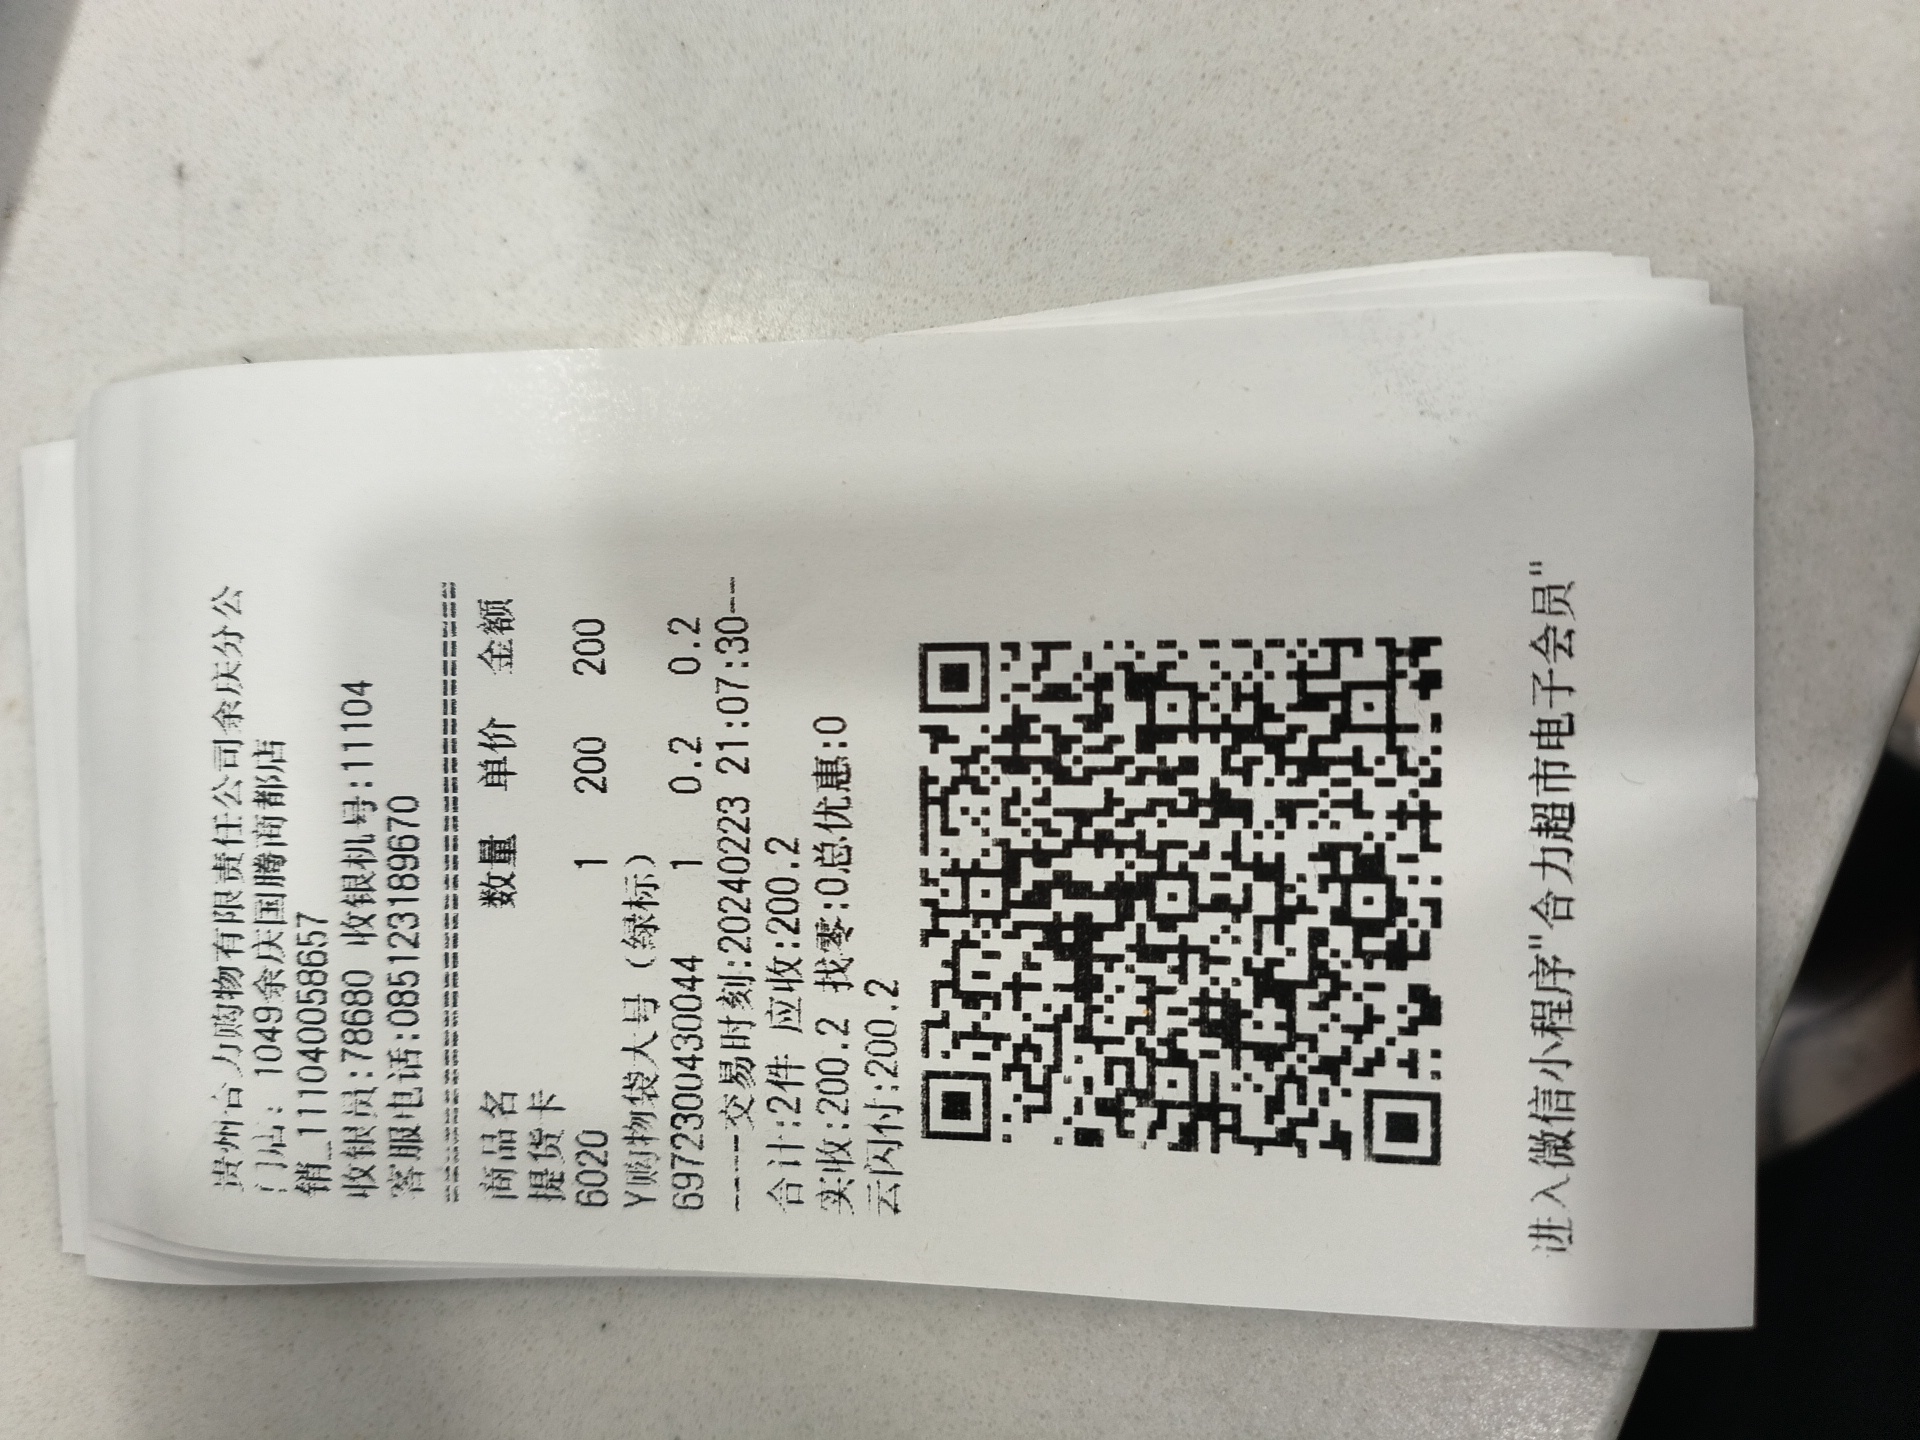 贵州合力购物有限责任公司余庆分公
门店: 1049余庆国腾商都店
销_111040058657
收银员:78680 收银机号:11104
客服电话:085123189670
商品名 数量 单价 金额
提货卡
6020 1 200 200
Y购物袋大号（绿标）
6972300430044 1 0.2 0.2
----交易时刻:20240223 21:07:30--
合计:2件 应收:200.2
实收:200.2 找零:0总优惠:0
云闪付:200.2
进入微信小程序"合力超市电子会员"